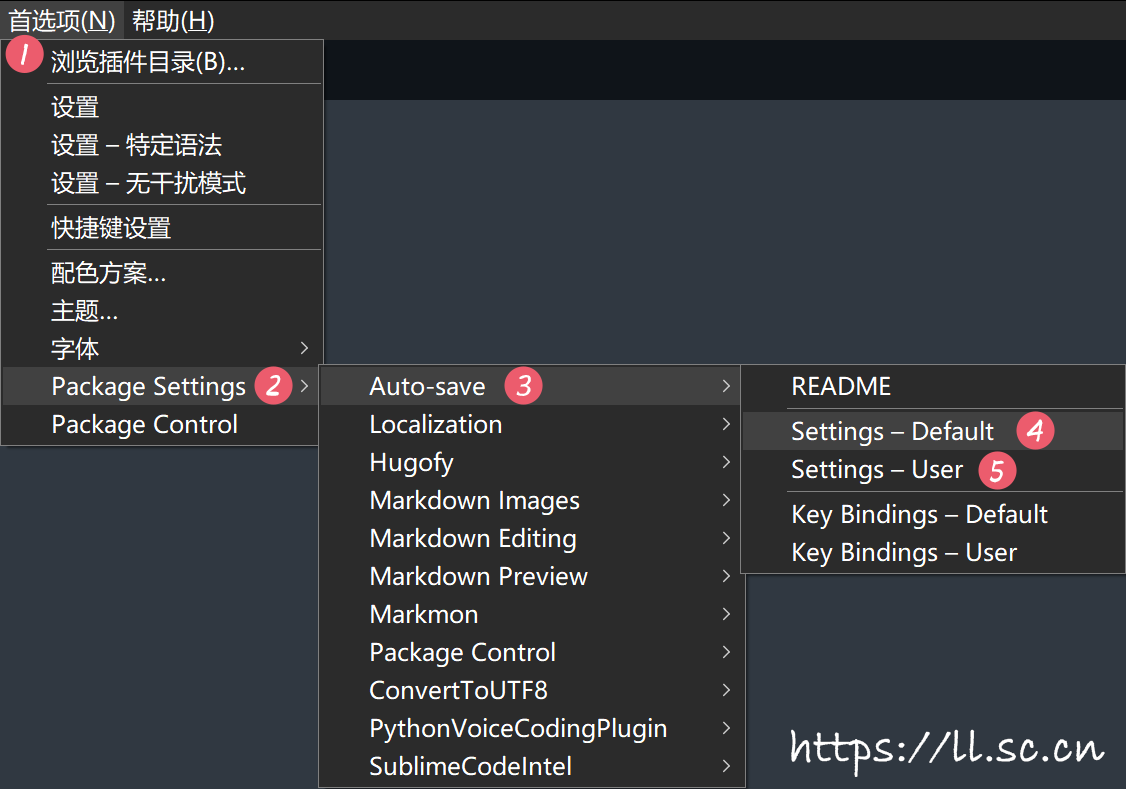 首选项(N) 帮助(H)
1
浏览插件目录(B)...
设置
设置 – 特定语法
设置 – 无干扰模式
快捷键设置
配色方案...
主题...
字体
Package Settings 2
Package Control
Auto-save 3
Localization
Hugofy
Markdown Images
Markdown Editing
Markdown Preview
Markmon
Package Control
ConvertToUTF8
PythonVoiceCodingPlugin
SublimeCodeIntel
README
Settings – Default 4
Settings – User 5
Key Bindings – Default
Key Bindings – User
https://ll.sc.cn